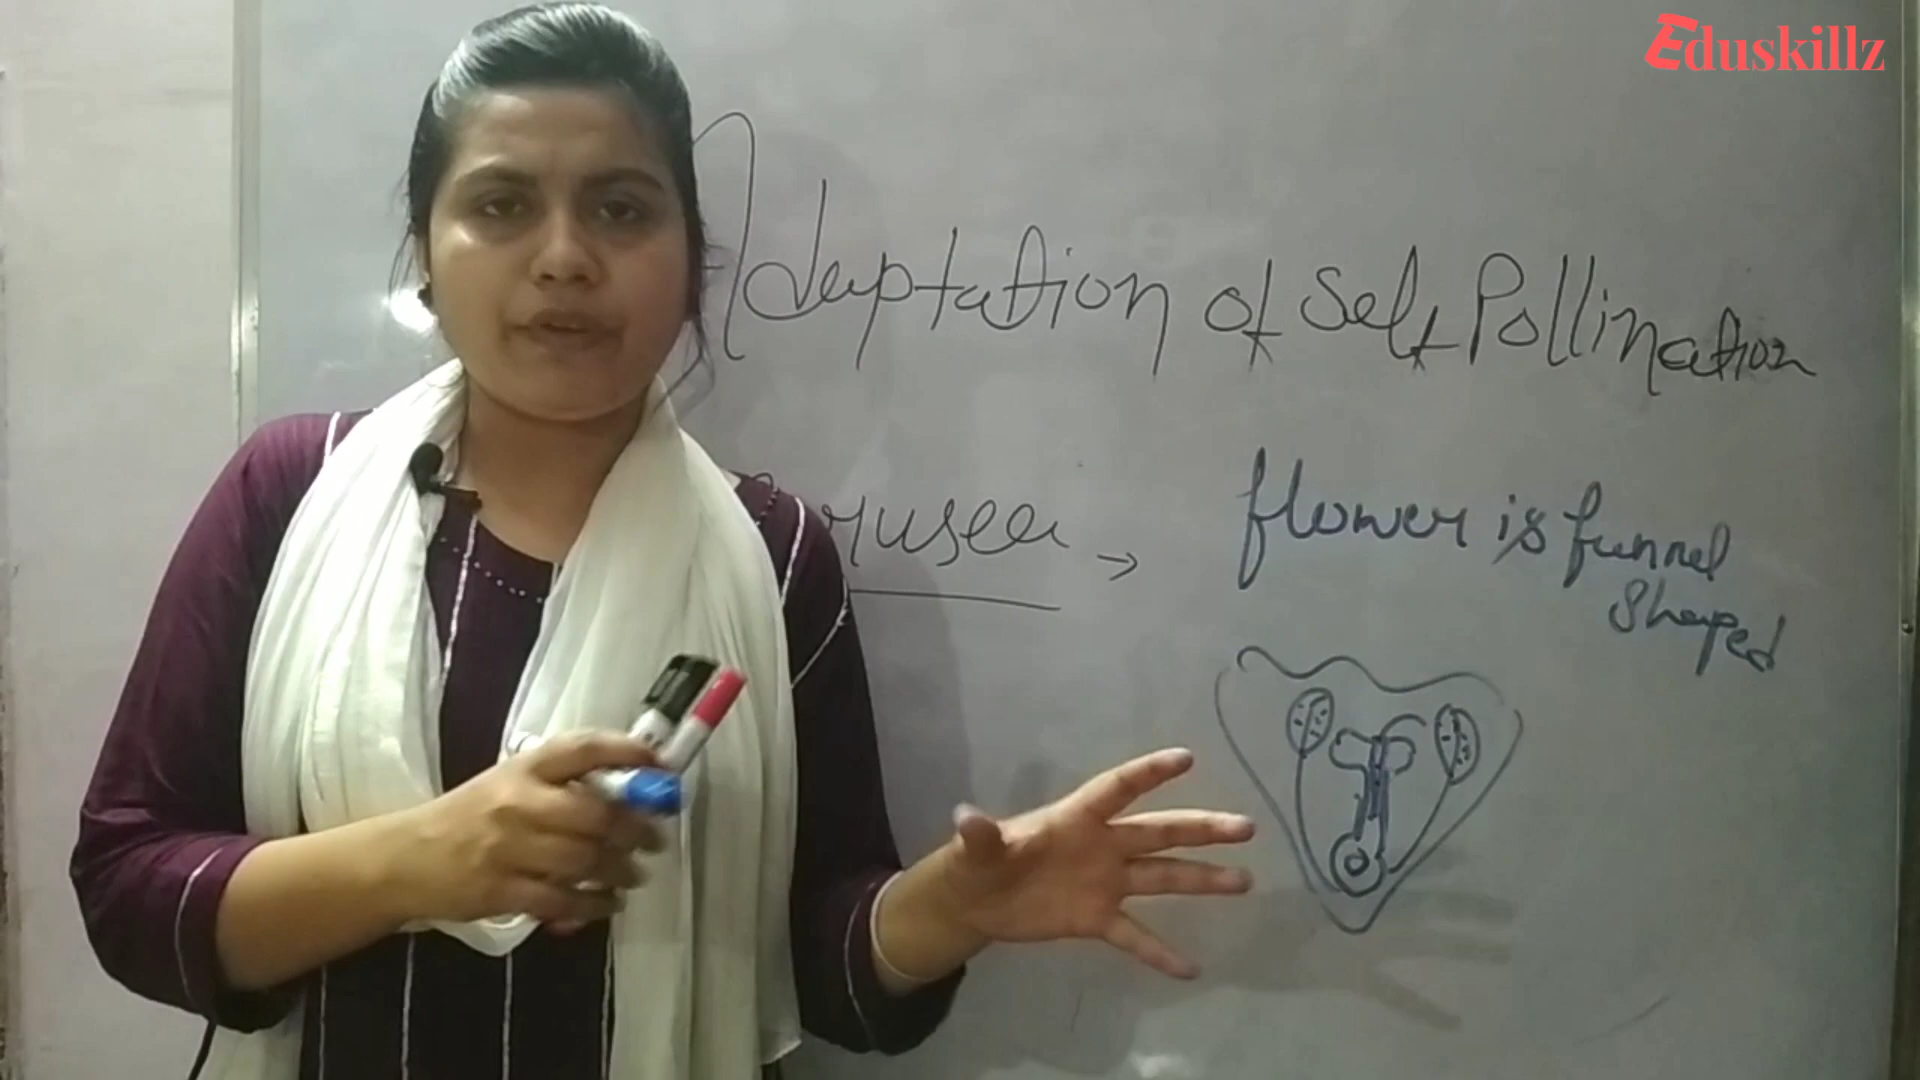 Eduskillz
Adaptation of Self Pollination
flower is funnel
shaped